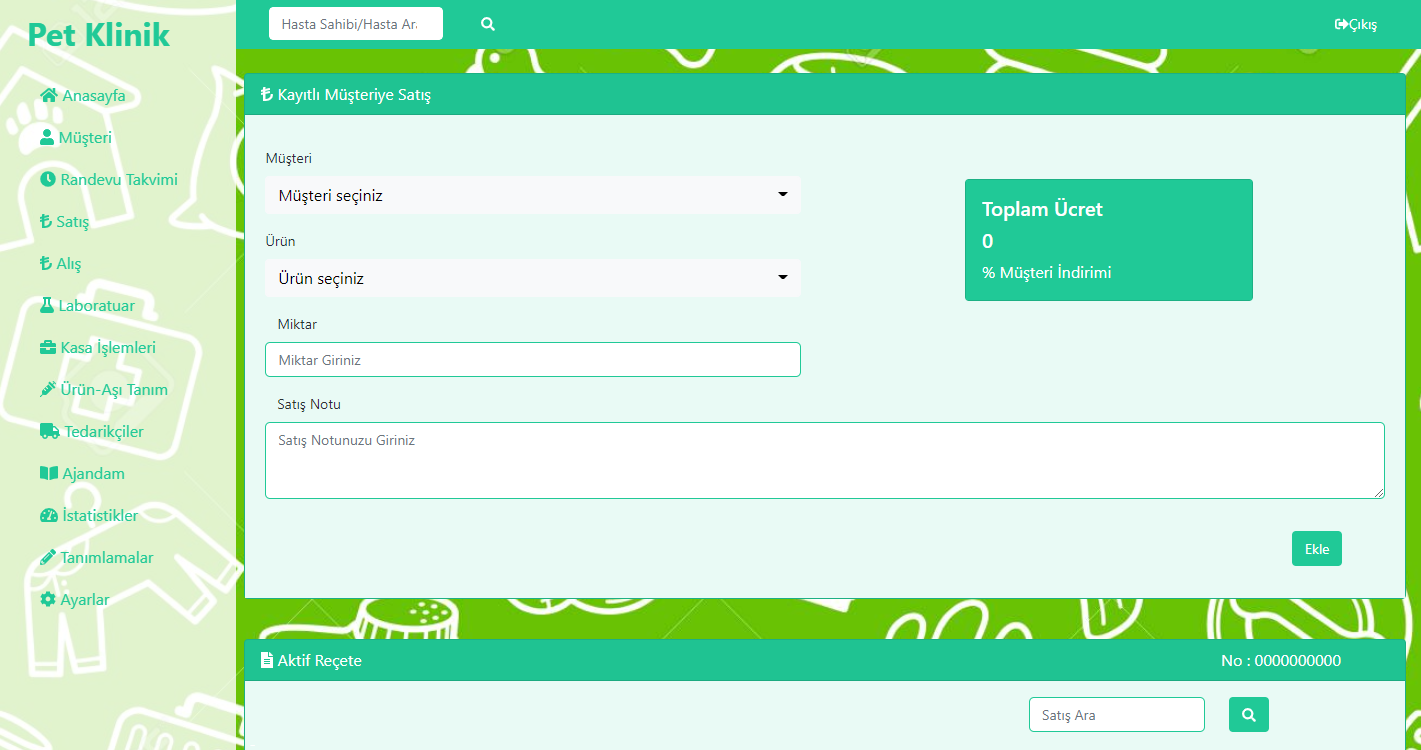 Pet Klinik
Hasta Sahibi/Hasta Ar
Çıkış
Anasayfa
Müşteri
Randevu Takvimi
Satış
Alış
Laboratuar
Kasa İşlemleri
Ürün-Aşı Tanım
Tedarikçiler
Ajandam
İstatistikler
Tanımlamalar
Ayarlar
Kayıtlı Müşteriye Satış
Müşteri
Müşteri seçiniz
Ürün
Ürün seçiniz
Miktar
Miktar Giriniz
Toplam Ücret
0
% Müşteri İndirimi
Satış Notu
Satış Notunuzu Giriniz
Ekle
Aktif Reçete
No : 0000000000
Satış Ara